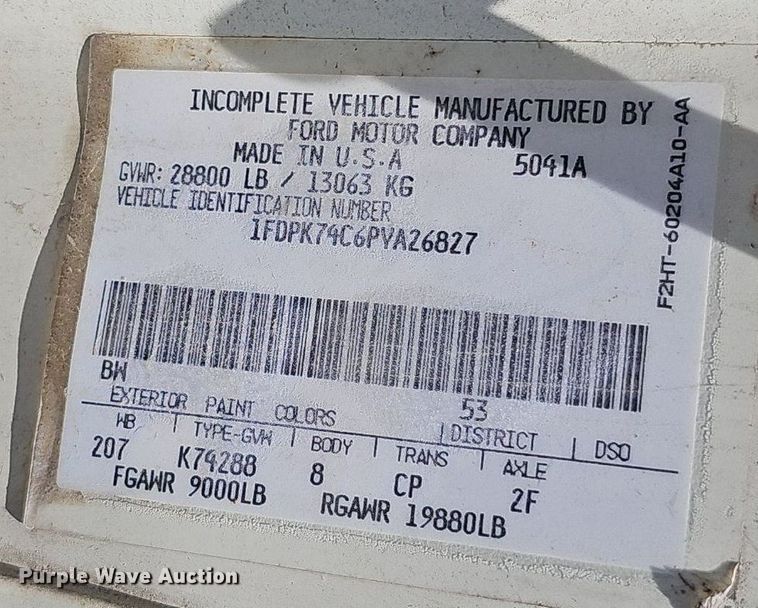 INCOMPLETE VEHICLE MANUFACTURED BY
FORD MOTOR COMPANY
MADE IN U.S.A 5041A
GVWR: 28800 LB / 13063 KG
VEHICLE IDENTIFICATION NUMBER
1FDPK74C6PVA26827
F2HT-60204A10-AA
BW 53
EXTERIOR PAINT COLORS | DISTRICT | DSO
WB | TYPE-GVW | BODY | TRANS | AXLE
207 K74288 8 CP 2F
FGAWR 9000LB RGAWR 19880LB
Purple Wave Auction